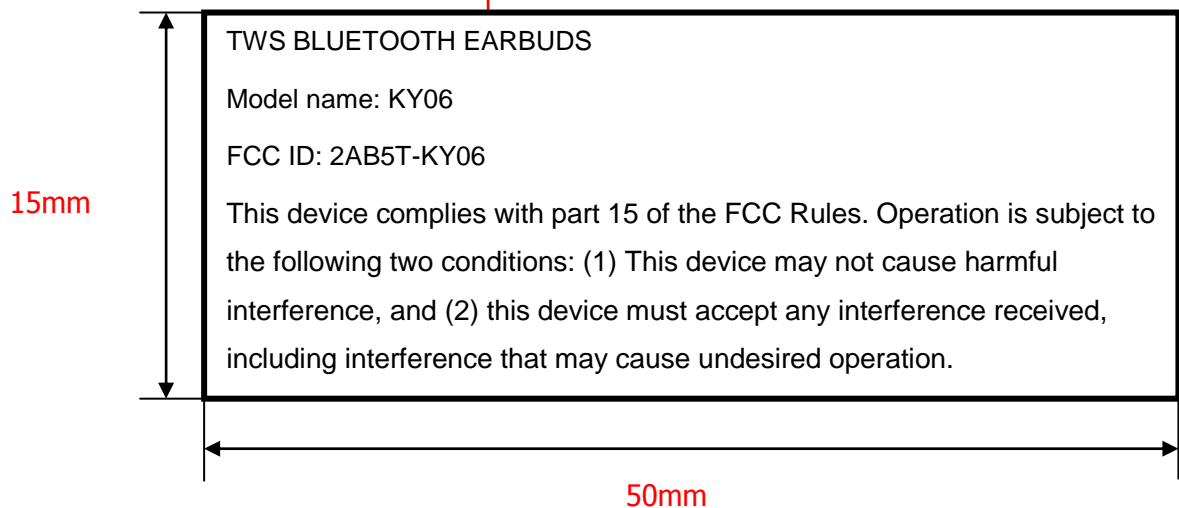 TWS BLUETOOTH EARBUDS
Model name: KY06
FCC ID: 2AB5T-KY06
15mm
This device complies with part 15 of the FCC Rules. Operation is subject to
the following two conditions: (1) This device may not cause harmful
interference, and (2) this device must accept any interference received,
including interference that may cause undesired operation.
50mm